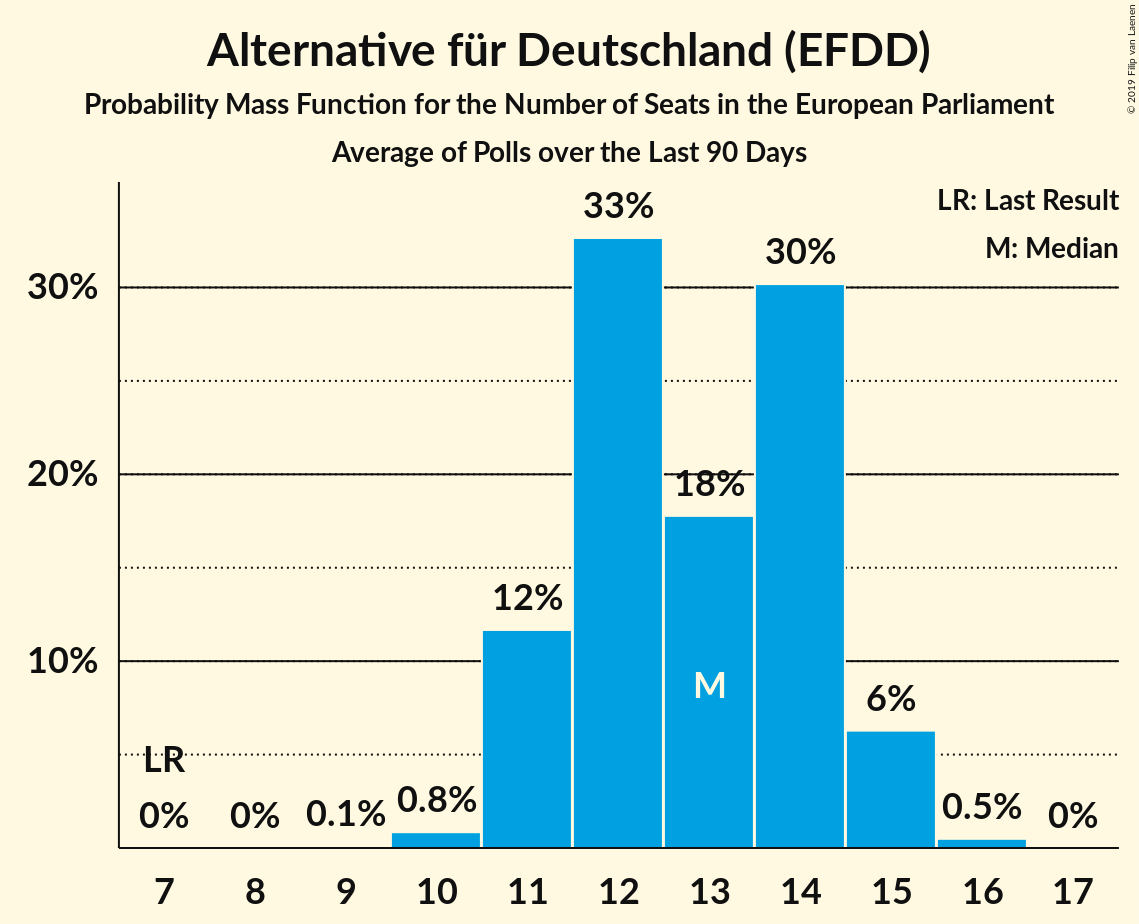 Alternative für Deutschland (EFDD)
Probability Mass Function for the Number of Seats in the European Parliament
Average of Polls over the Last 90 Days
© 2019 Filip van Laenen
LR: Last Result
M: Median
30%
20%
10%
LR
0%
0%
0.1%
0.8%
12%
33%
18%
M
30%
6%
0.5%
0%
7 8 9 10 11 12 13 14 15 16 17